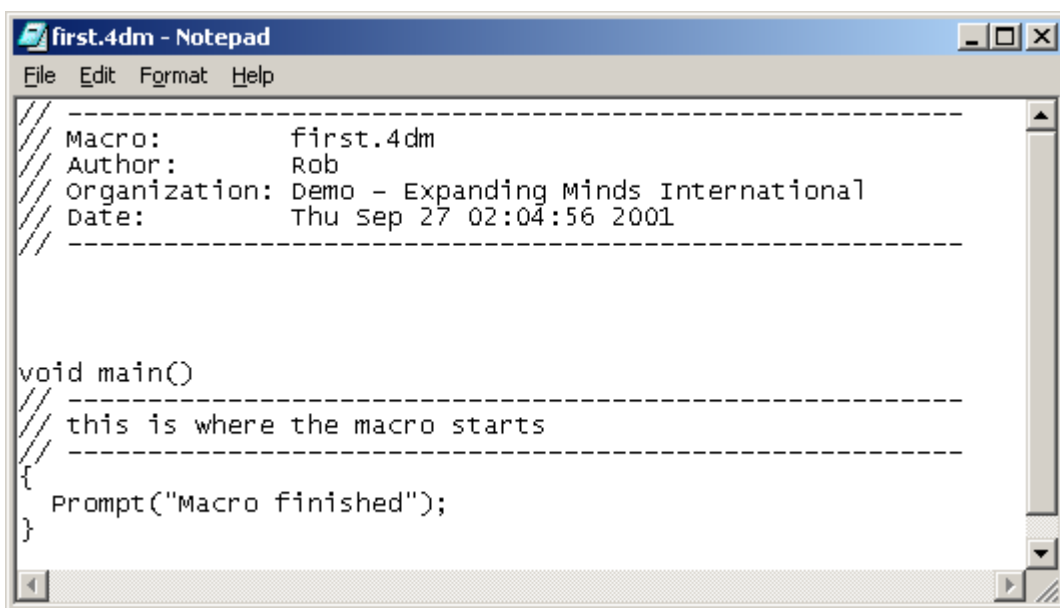 first.4dm - Notepad
File Edit Format Help
// ------------------------------------------------------
// Macro:        first.4dm
// Author:       Rob
// Organization: Demo - Expanding Minds International
// Date:         Thu Sep 27 02:04:56 2001
// ------------------------------------------------------
void main()
// ------------------------------------------------------
// this is where the macro starts
// ------------------------------------------------------
{
  Prompt("Macro finished");
}